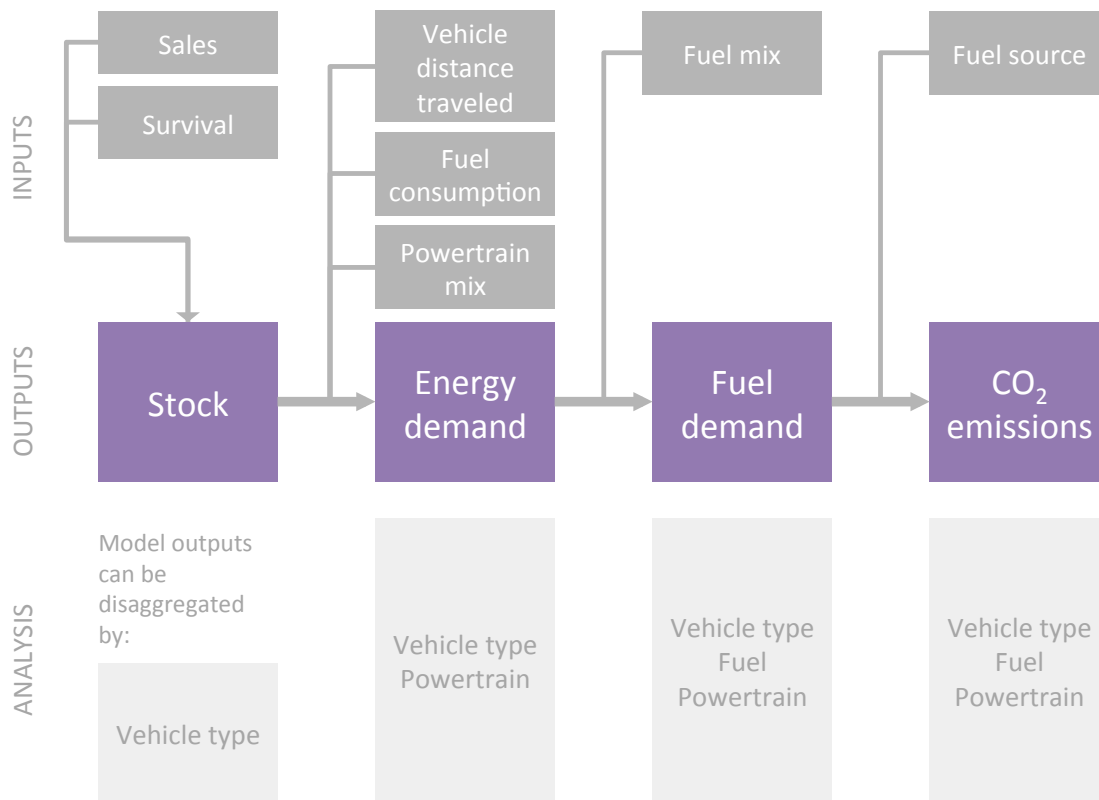 INPUTS
Sales
Survival
Vehicle
distance
traveled
Fuel
consumption
Powertrain
mix
Fuel mix
Fuel source
OUTPUTS
Stock
Energy
demand
Fuel
demand
CO₂
emissions
ANALYSIS
Model outputs
can be
disaggregated
by:
Vehicle type
Vehicle type
Powertrain
Vehicle type
Fuel
Powertrain
Vehicle type
Fuel
Powertrain